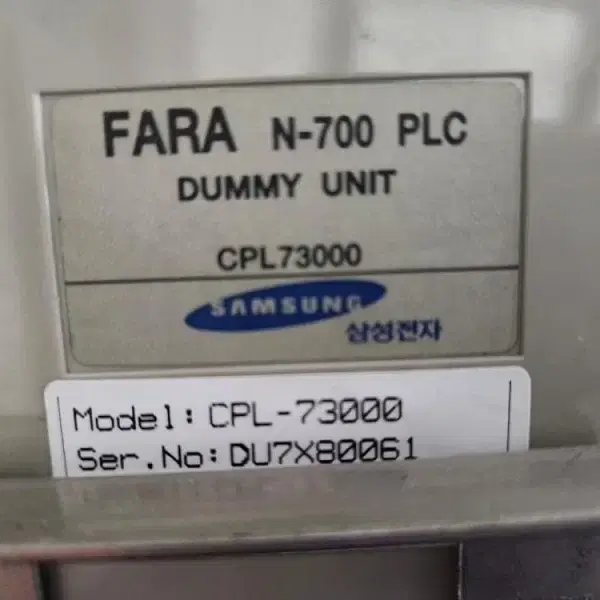 FARA N-700 PLC
DUMMY UNIT
CPL73000
SAMSUNG
삼성전자
Model: CPL-73000
Ser.No: DU7X80061